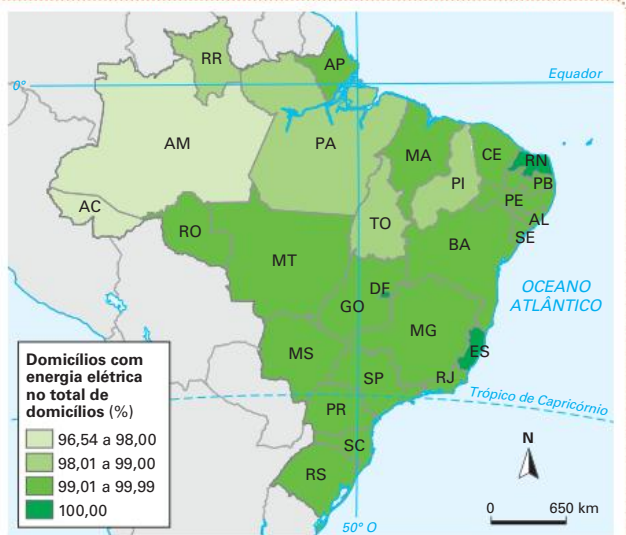 RR
AP
0°
Equador
AM
PA
MA
CE
RN
PB
PE
PI
AL
SE
AC
TO
RO
BA
MT
DF
OCEANO
ATLÂNTICO
GO
MG
ES
MS
SP
RJ
Trópico de Capricórnio
PR
SC
RS
Domicílios com
energia elétrica
no total de
domicílios (%)
96,54 a 98,00
98,01 a 99,00
99,01 a 99,99
100,00
N
0 650 km
50° O